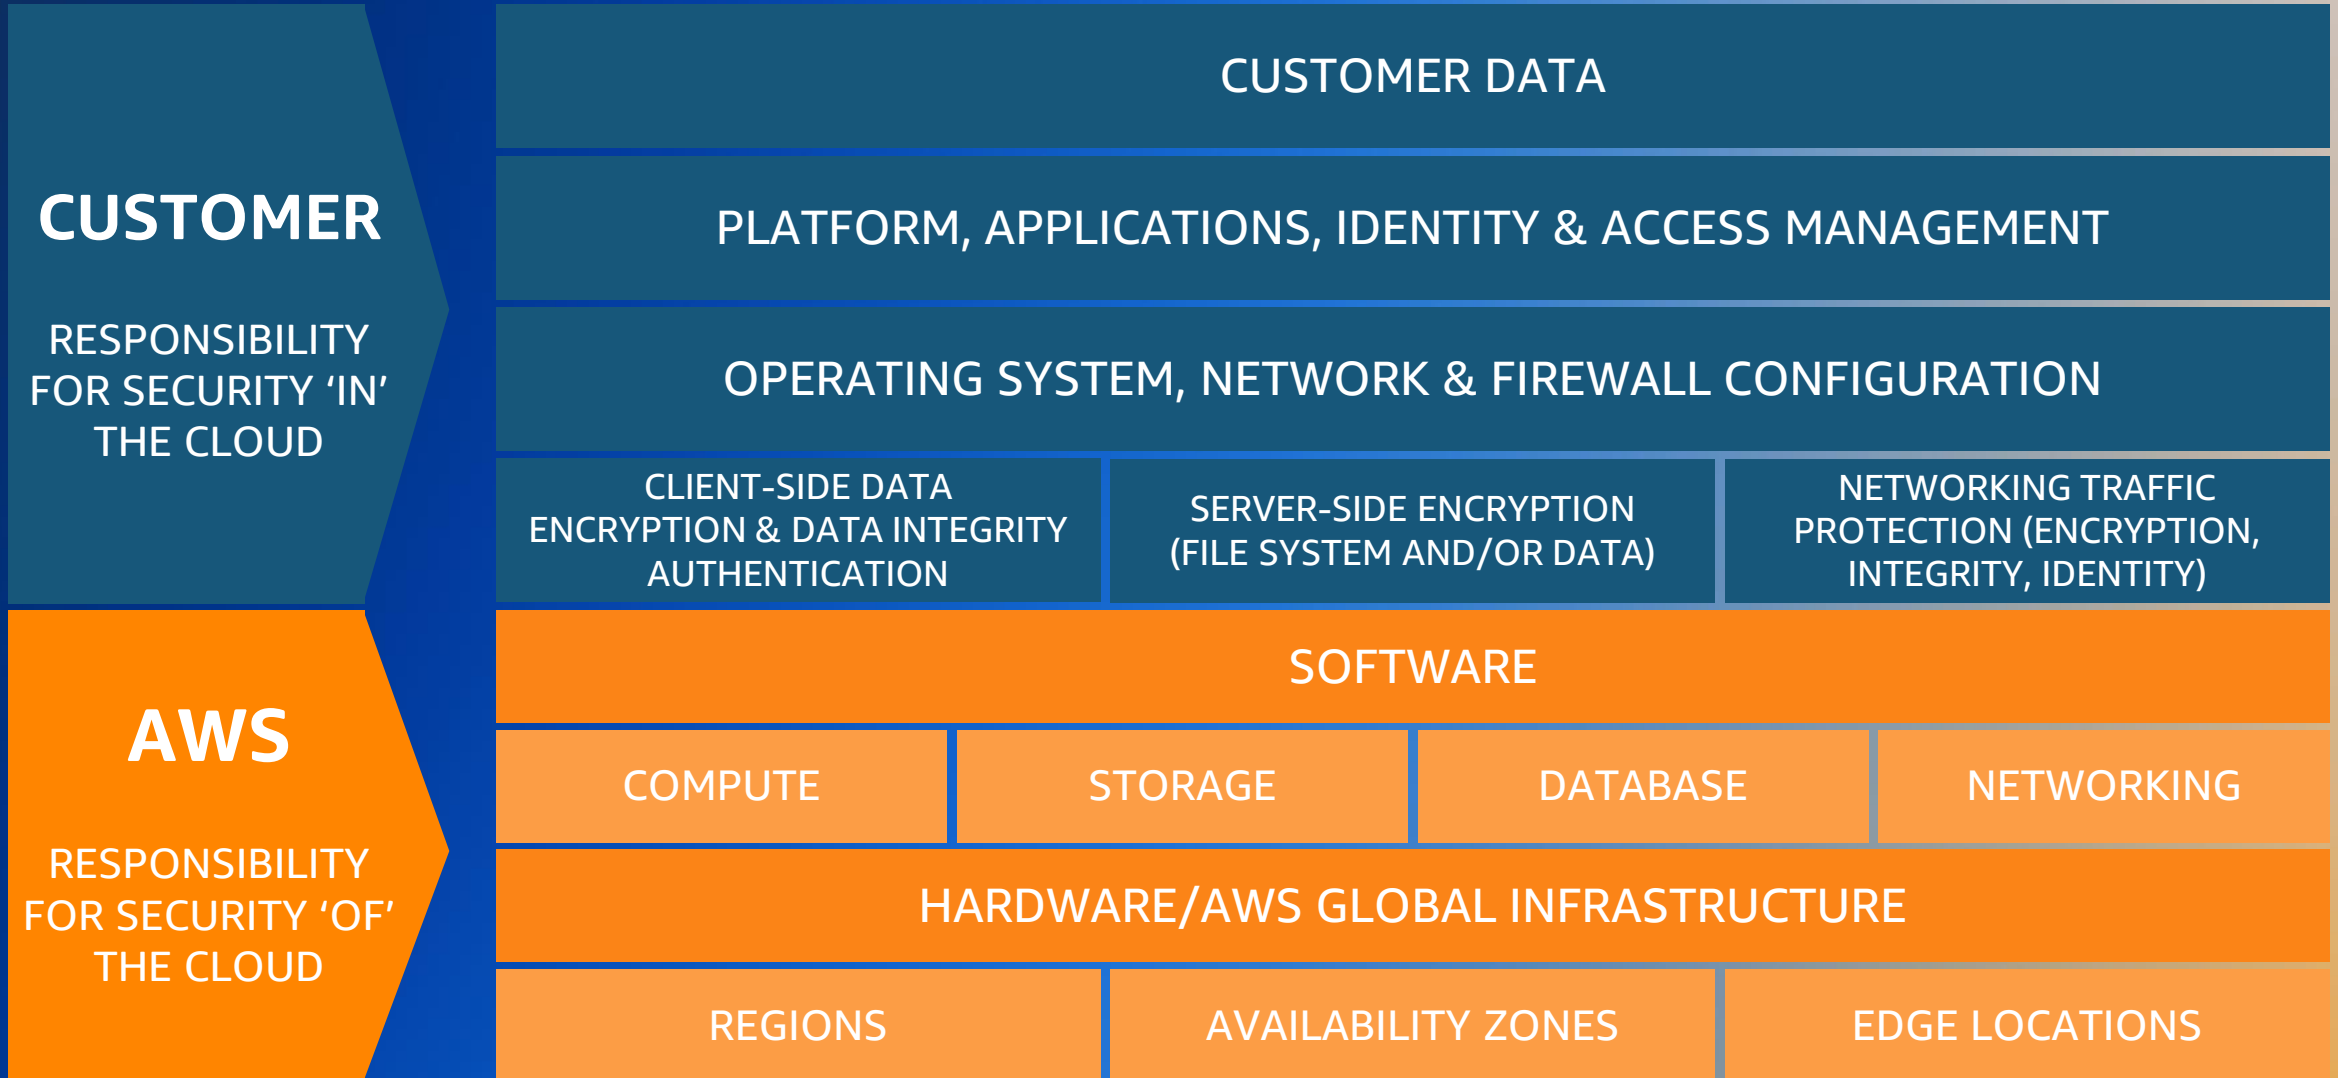 CUSTOMER
RESPONSIBILITY
FOR SECURITY ‘IN’
THE CLOUD
CUSTOMER DATA
PLATFORM, APPLICATIONS, IDENTITY & ACCESS MANAGEMENT
OPERATING SYSTEM, NETWORK & FIREWALL CONFIGURATION
CLIENT-SIDE DATA
ENCRYPTION & DATA INTEGRITY
AUTHENTICATION
SERVER-SIDE ENCRYPTION
(FILE SYSTEM AND/OR DATA)
NETWORKING TRAFFIC
PROTECTION (ENCRYPTION,
INTEGRITY, IDENTITY)
AWS
RESPONSIBILITY
FOR SECURITY ‘OF’
THE CLOUD
SOFTWARE
COMPUTE
STORAGE
DATABASE
NETWORKING
HARDWARE/AWS GLOBAL INFRASTRUCTURE
REGIONS
AVAILABILITY ZONES
EDGE LOCATIONS